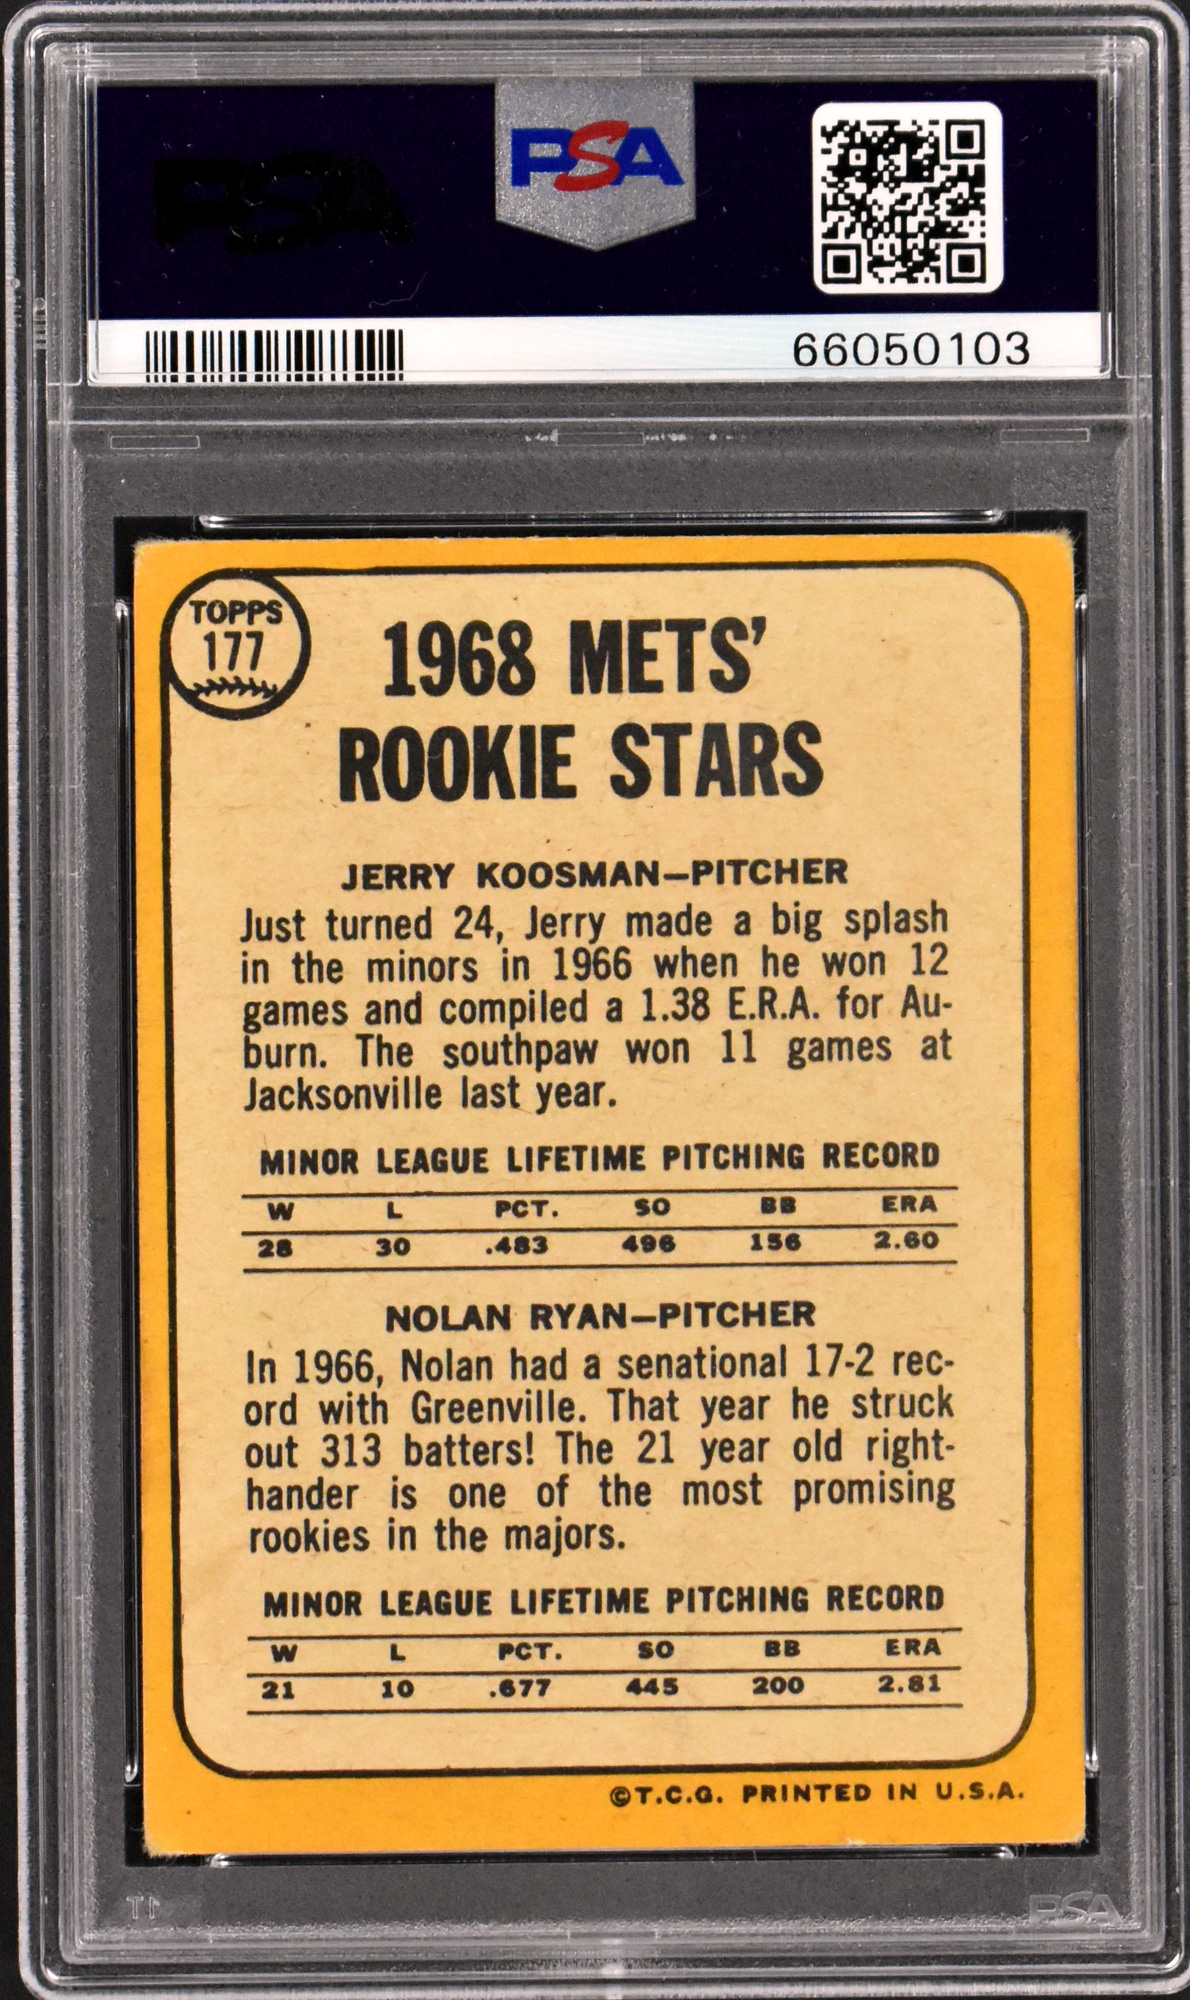 PSA
PSA
66050103
TOPPS
177
1968 METS'
ROOKIE STARS
JERRY KOOSMAN—PITCHER
Just turned 24, Jerry made a big splash
in the minors in 1966 when he won 12
games and compiled a 1.38 E.R.A. for Au-
burn. The southpaw won 11 games at
Jacksonville last year.
MINOR LEAGUE LIFETIME PITCHING RECORD
W L PCT. SO BB ERA
28 30 .483 496 156 2.60
NOLAN RYAN—PITCHER
In 1966, Nolan had a senational 17-2 rec-
ord with Greenville. That year he struck
out 313 batters! The 21 year old right-
hander is one of the most promising
rookies in the majors.
MINOR LEAGUE LIFETIME PITCHING RECORD
W L PCT. SO BB ERA
21 10 .677 445 200 2.81
©T.C.G. PRINTED IN U.S.A.
PSA